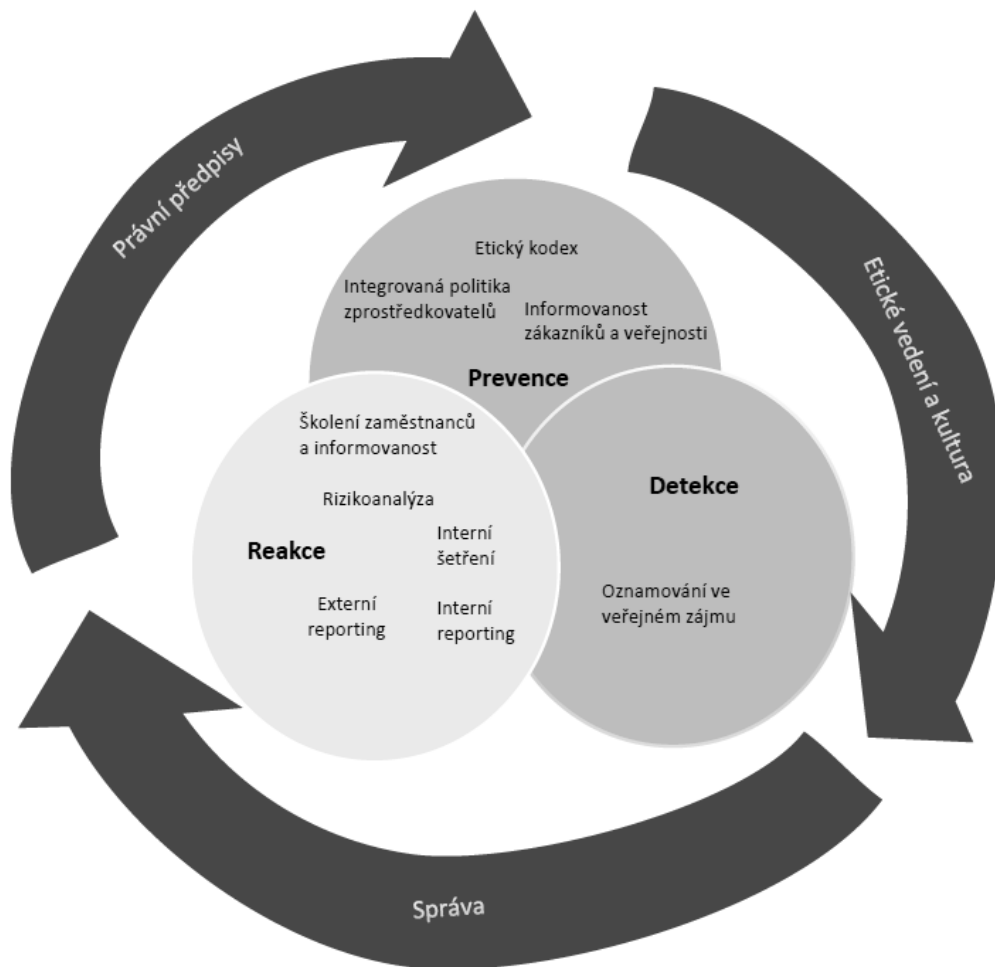 Právní předpisy
Etické vedení a kultura
Etický kodex
Integrovaná politika
zprostředkovatelů
Informovanost
zákazníků a veřejnosti
Prevence
Školení zaměstnanců
a informovanost
Rizikoanalýza
Reakce
Interní
šetření
Externí
reporting
Interní
reporting
Detekce
Oznamování ve
veřejném zájmu
Správa